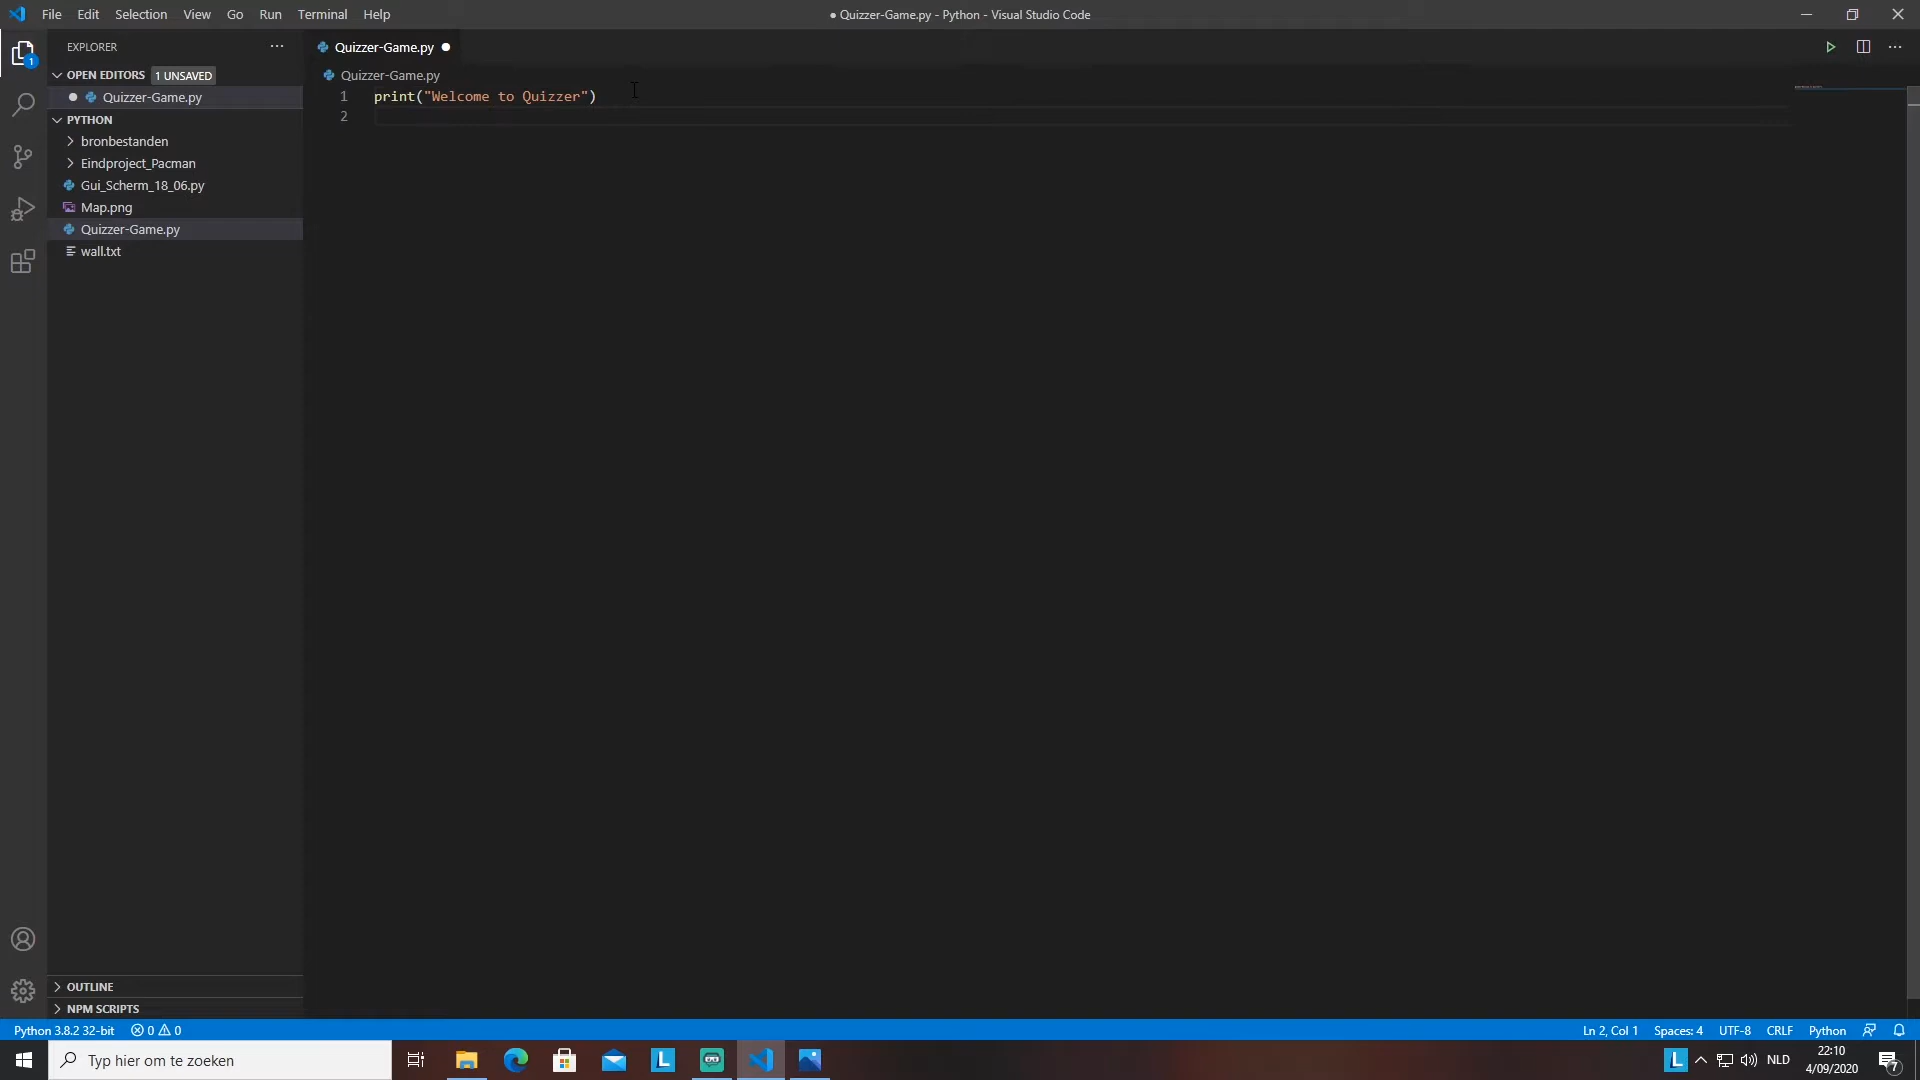 File Edit Selection View Go Run Terminal Help
● Quizzer-Game.py - Python - Visual Studio Code
EXPLORER
Quizzer-Game.py
1
OPEN EDITORS 1 UNSAVED
Quizzer-Game.py
Quizzer-Game.py
1 print("Welcome to Quizzer")
2
PYTHON
bronbestanden
Eindproject_Pacman
Gui_Scherm_18_06.py
Map.png
Quizzer-Game.py
wall.txt
OUTLINE
NPM SCRIPTS
Python 3.8.2 32-bit 0 0
Ln 2, Col 1 Spaces: 4 UTF-8 CRLF Python
Typ hier om te zoeken
L
L
NLD
22:10
4/09/2020
7